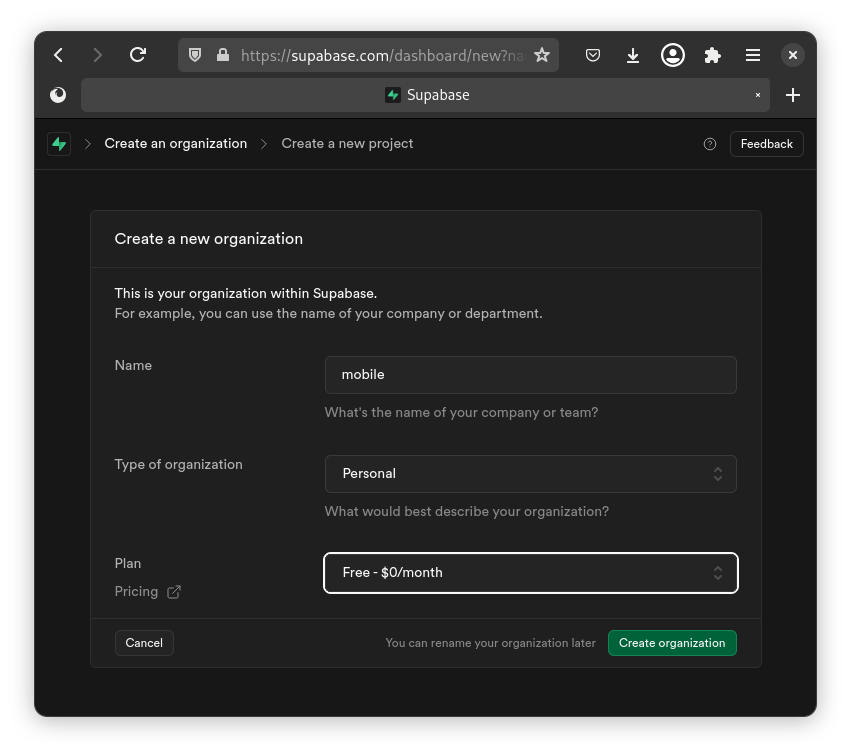 https://supabase.com/dashboard/new?na
Supabase
Create an organization
Create a new project
Feedback
Create a new organization
This is your organization within Supabase.
For example, you can use the name of your company or department.
Name
mobile
What's the name of your company or team?
Type of organization
Personal
What would best describe your organization?
Plan
Pricing
Free - $0/month
Cancel
You can rename your organization later
Create organization